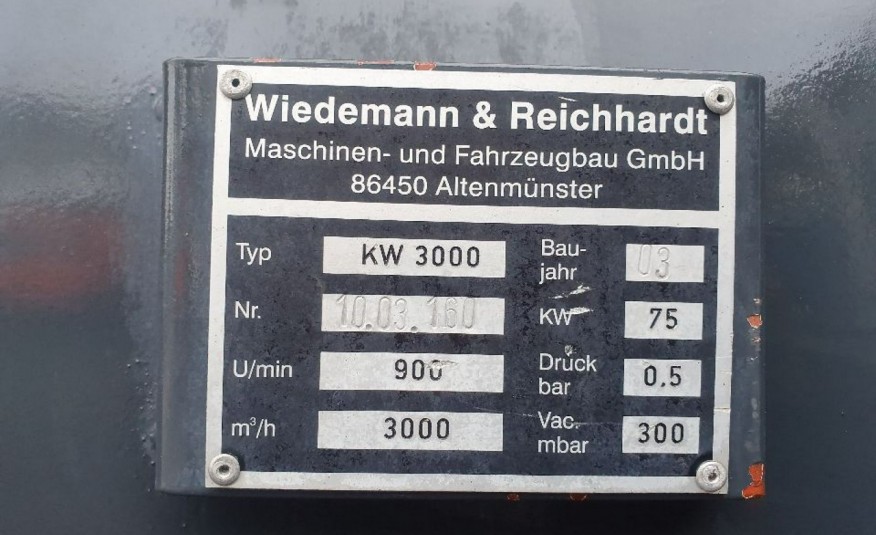 Wiedemann & Reichhardt
Maschinen- und Fahrzeugbau GmbH
86450 Altenmünster
Typ KW 3000
Bau-
jahr 03
Nr. 10.03.160
KW 75
U/min 900
Druck
bar 0.5
m³/h 3000
Vac.
mbar 300